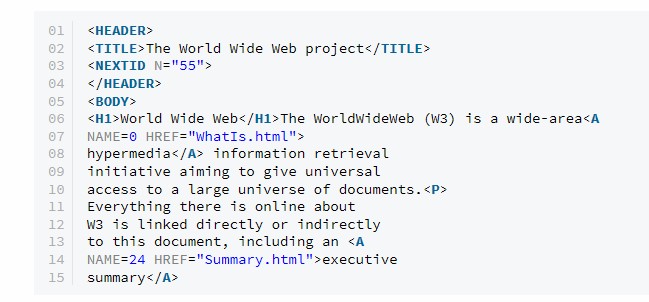 01 <HEADER>
02 <TITLE>The World Wide Web project</TITLE>
03 <NEXTID N="55">
04 </HEADER>
05 <BODY>
06 <H1>World Wide Web</H1>The WorldWideWeb (W3) is a wide-area<A
07 NAME=0 HREF="WhatIs.html">
08 hypermedia</A> information retrieval
09 initiative aiming to give universal
10 access to a large universe of documents.<P>
11 Everything there is online about
12 W3 is linked directly or indirectly
13 to this document, including an <A
14 NAME=24 HREF="Summary.html">executive
15 summary</A>